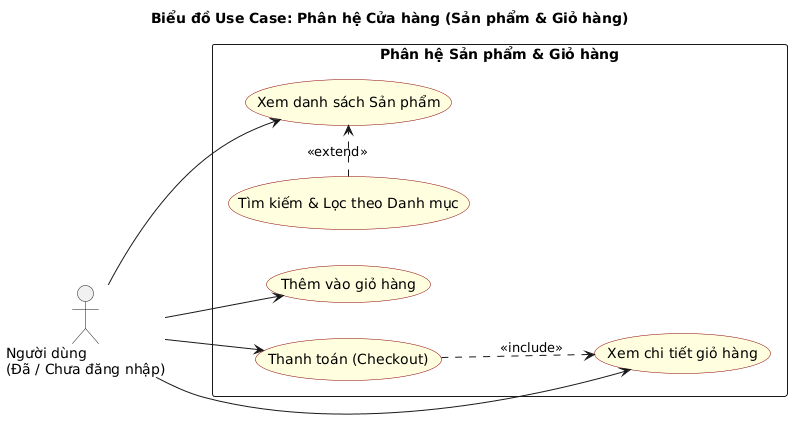 Biểu đồ Use Case: Phân hệ Cửa hàng (Sản phẩm & Giỏ hàng)
Phân hệ Sản phẩm & Giỏ hàng
Xem danh sách Sản phẩm
«extend»
Tìm kiếm & Lọc theo Danh mục
Thêm vào giỏ hàng
Thanh toán (Checkout)
«include»
Xem chi tiết giỏ hàng
Người dùng
(Đã / Chưa đăng nhập)